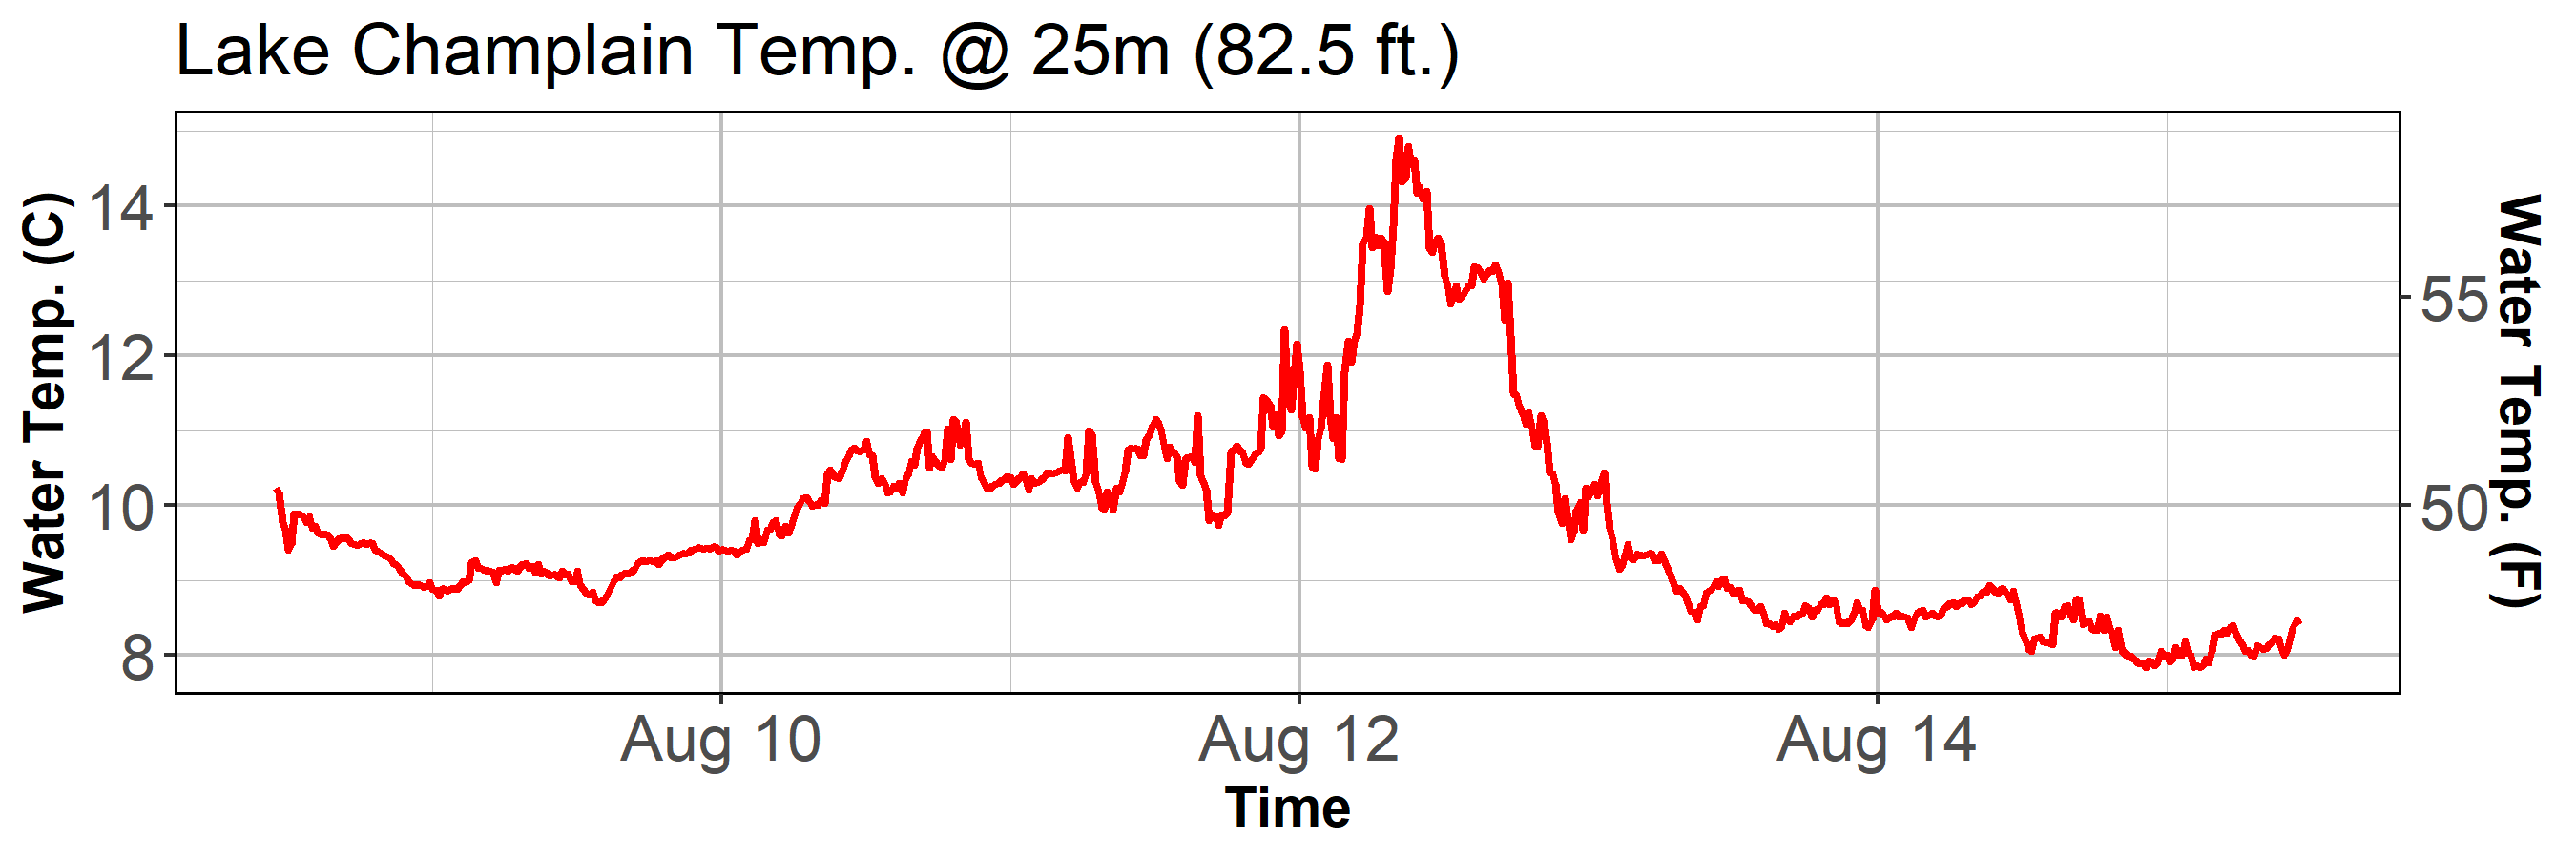 Lake Champlain Temp. @ 25m (82.5 ft.)
Water Temp. (C)
14
12
10
8
55
50
Water Temp. (F)
Aug 10
Aug 12
Aug 14
Time